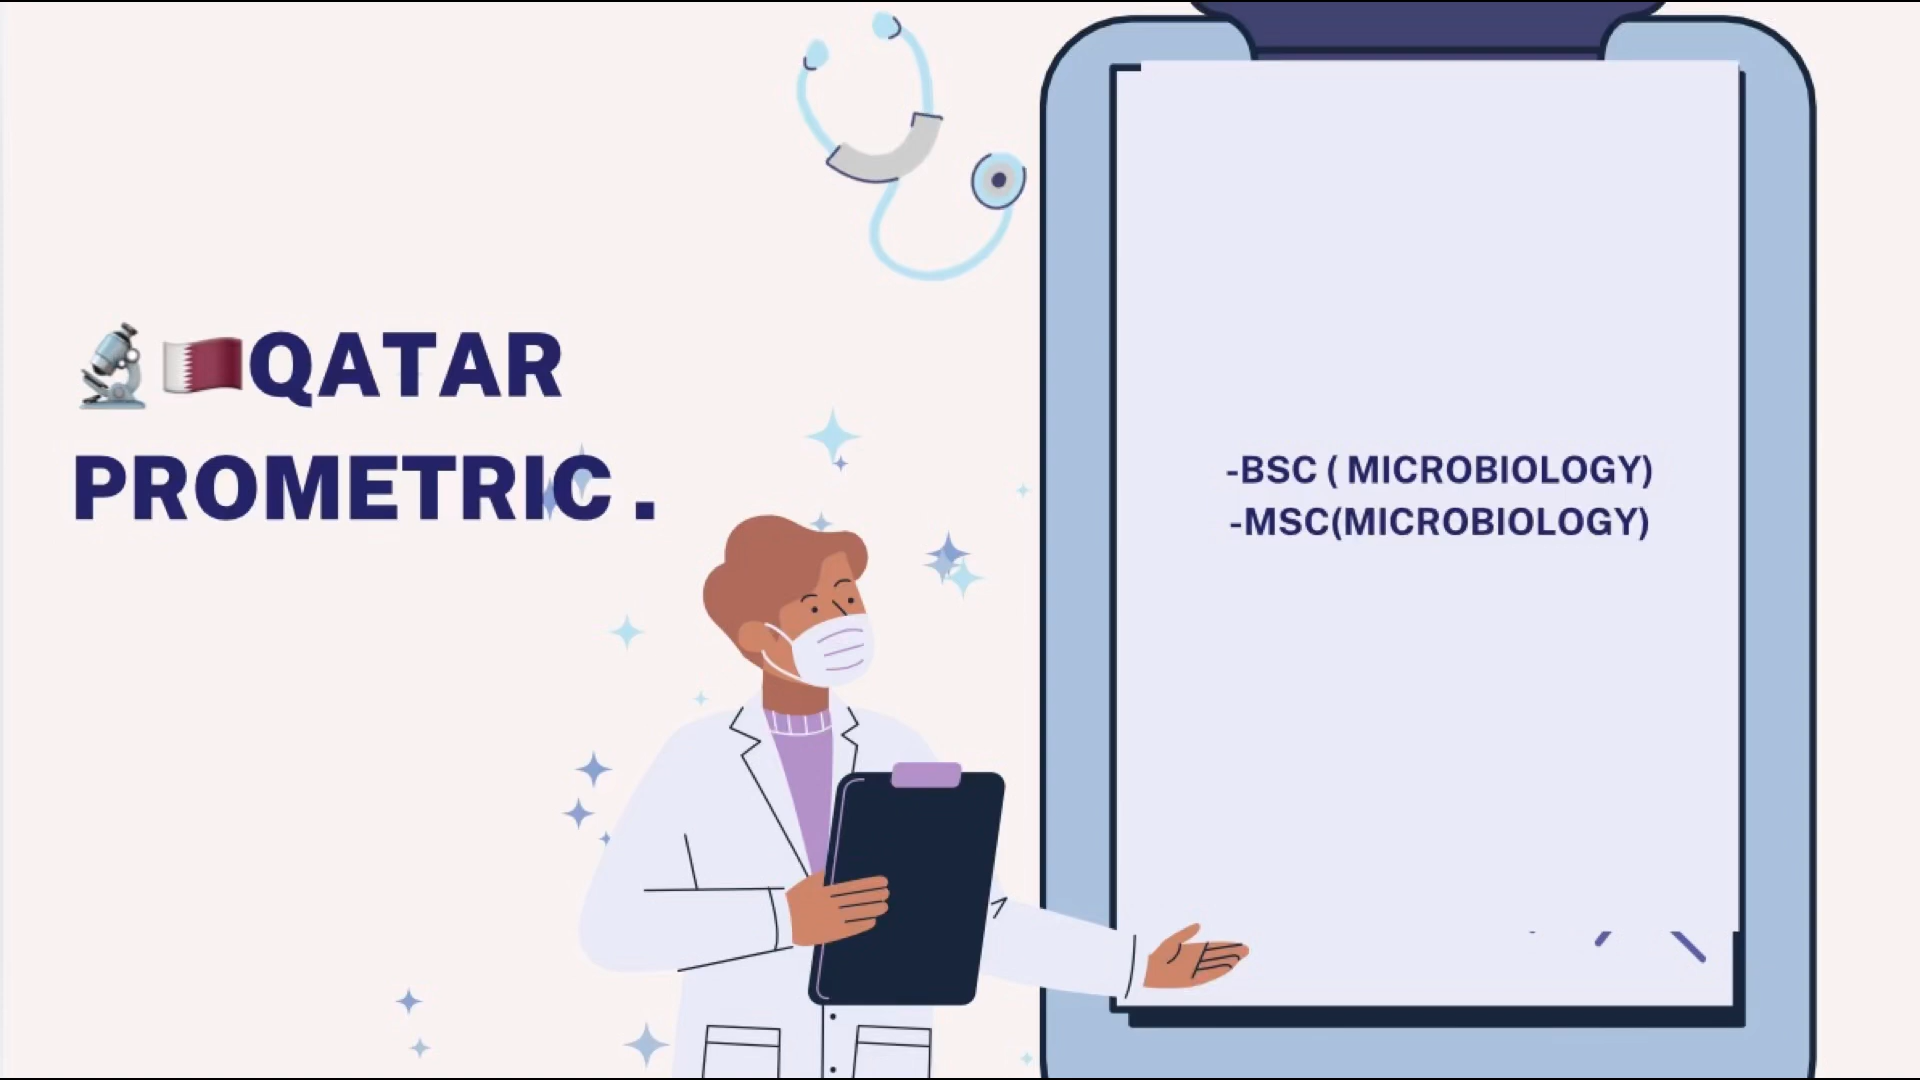 🔬🇶🇦QATAR
PROMETRIC .
-BSC ( MICROBIOLOGY)
-MSC(MICROBIOLOGY)